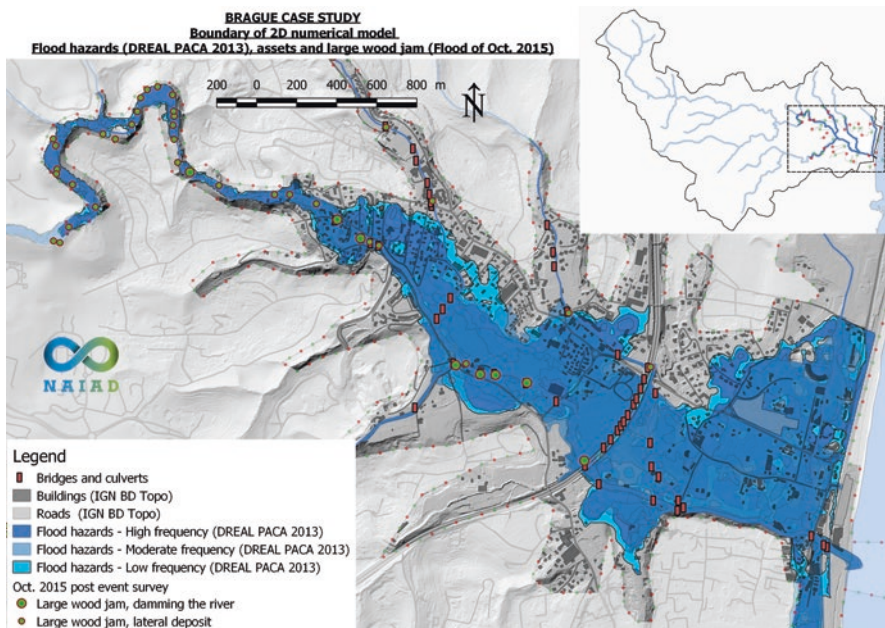 BRAGUE CASE STUDY
Boundary of 2D numerical model
Flood hazards (DREAL PACA 2013), assets and large wood jam (Flood of Oct. 2015)
200 0 200 400 600 800 m
N
NAIAD
Legend
Bridges and culverts
Buildings (IGN BD Topo)
Roads (IGN BD Topo)
Flood hazards - High frequency (DREAL PACA 2013)
Flood hazards - Moderate frequency (DREAL PACA 2013)
Flood hazards - Low frequency (DREAL PACA 2013)
Oct. 2015 post event survey
Large wood jam, damming the river
Large wood jam, lateral deposit